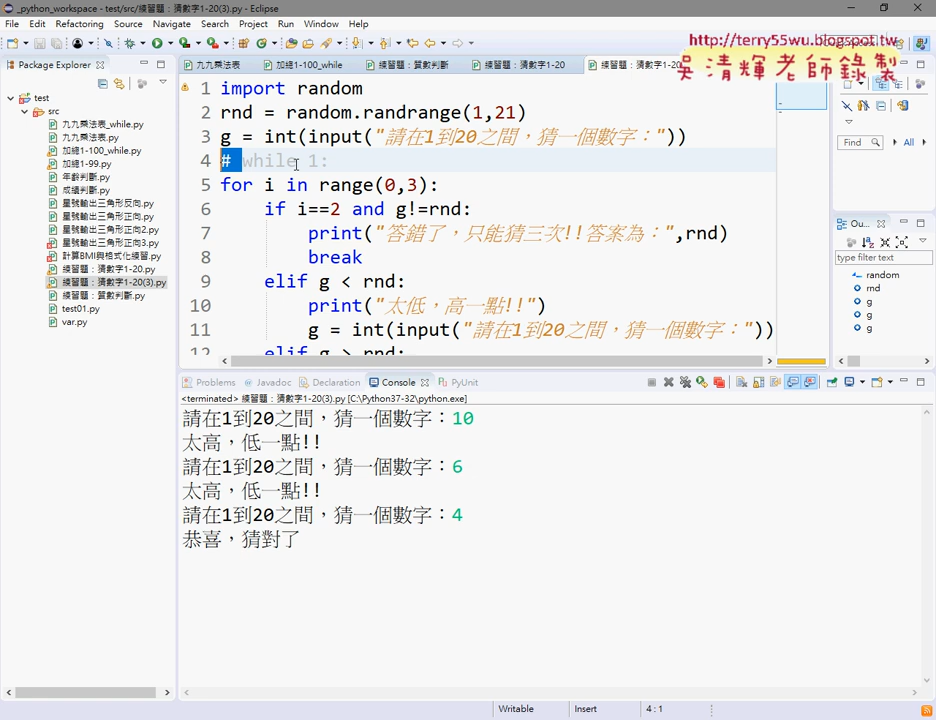 _python_workspace - test/src/練習題：猜數字1-20(3).py - Eclipse
File Edit Refactoring Source Navigate Search Project Run Window Help
http://terry55wu.blogspot.tw
吳清輝老師錄製
Package Explorer
九九乘法表
加總1-100_while
練習題：質數判斷
練習題：猜數字1-20
練習題：猜數字1-20
test
src
九九乘法表_while.py
九九乘法表.py
加總1-100_while.py
加總1-99.py
年齡判斷.py
成績判斷.py
星號輸出三角形反向.py
星號輸出三角形正向.py
星號輸出三角形正向2.py
星號輸出三角形正向3.py
計算BMI與格式化練習.py
練習題：猜數字1-20.py
練習題：猜數字1-20(3).py
練習題：質數判斷.py
test01.py
var.py
1 import random
2 rnd = random.randrange(1,21)
3 g = int(input("請在1到20之間，猜一個數字："))
4 # while 1:
5 for i in range(0,3):
6 if i==2 and g!=rnd:
7 print("答錯了，只能猜三次!!答案為：",rnd)
8 break
9 elif g < rnd:
10 print("太低，高一點!!")
11 g = int(input("請在1到20之間，猜一個數字："))
12 elif g > rnd:
Find
All
Ou...
type filter text
random
rnd
g
g
g
Problems Javadoc Declaration Console PyUnit
<terminated> 練習題：猜數字1-20(3).py [C:\Python37-32\python.exe]
請在1到20之間，猜一個數字：10
太高，低一點!!
請在1到20之間，猜一個數字：6
太高，低一點!!
請在1到20之間，猜一個數字：4
恭喜，猜對了
Writable Insert 4 : 1